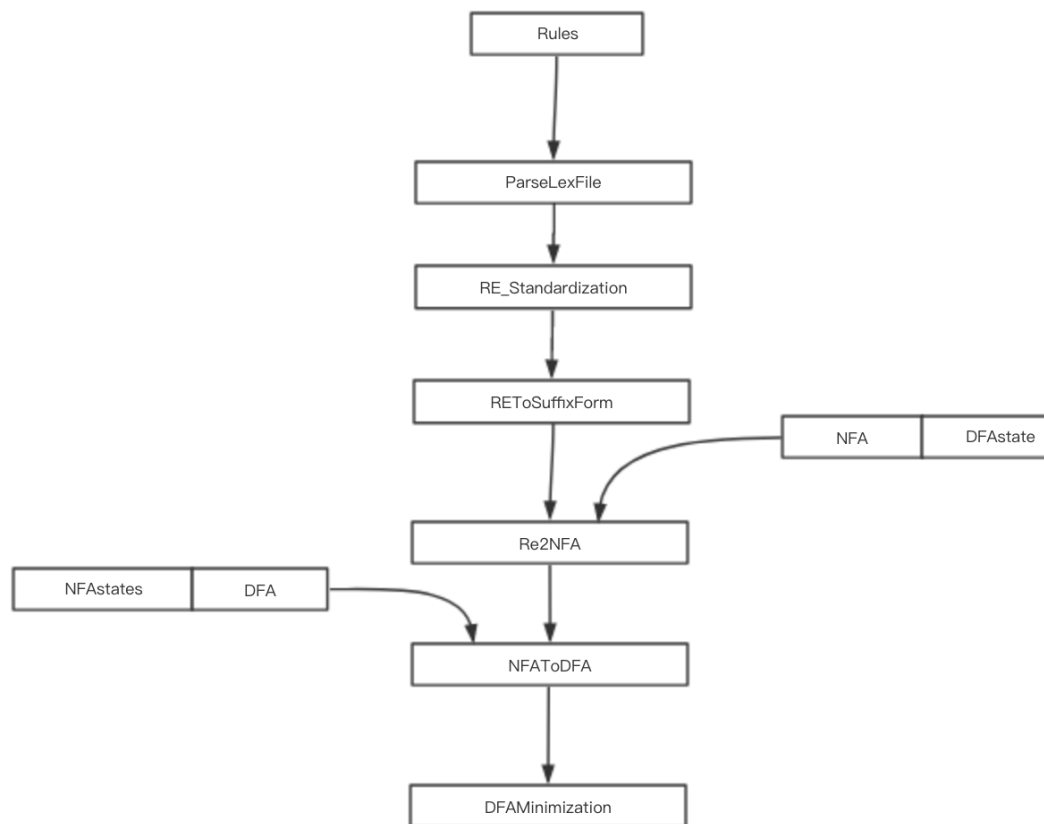 Rules
ParseLexFile
RE_Standardization
REToSuffixForm
NFA DFAstate
Re2NFA
NFAstates DFA
NFAToDFA
DFAMinimization